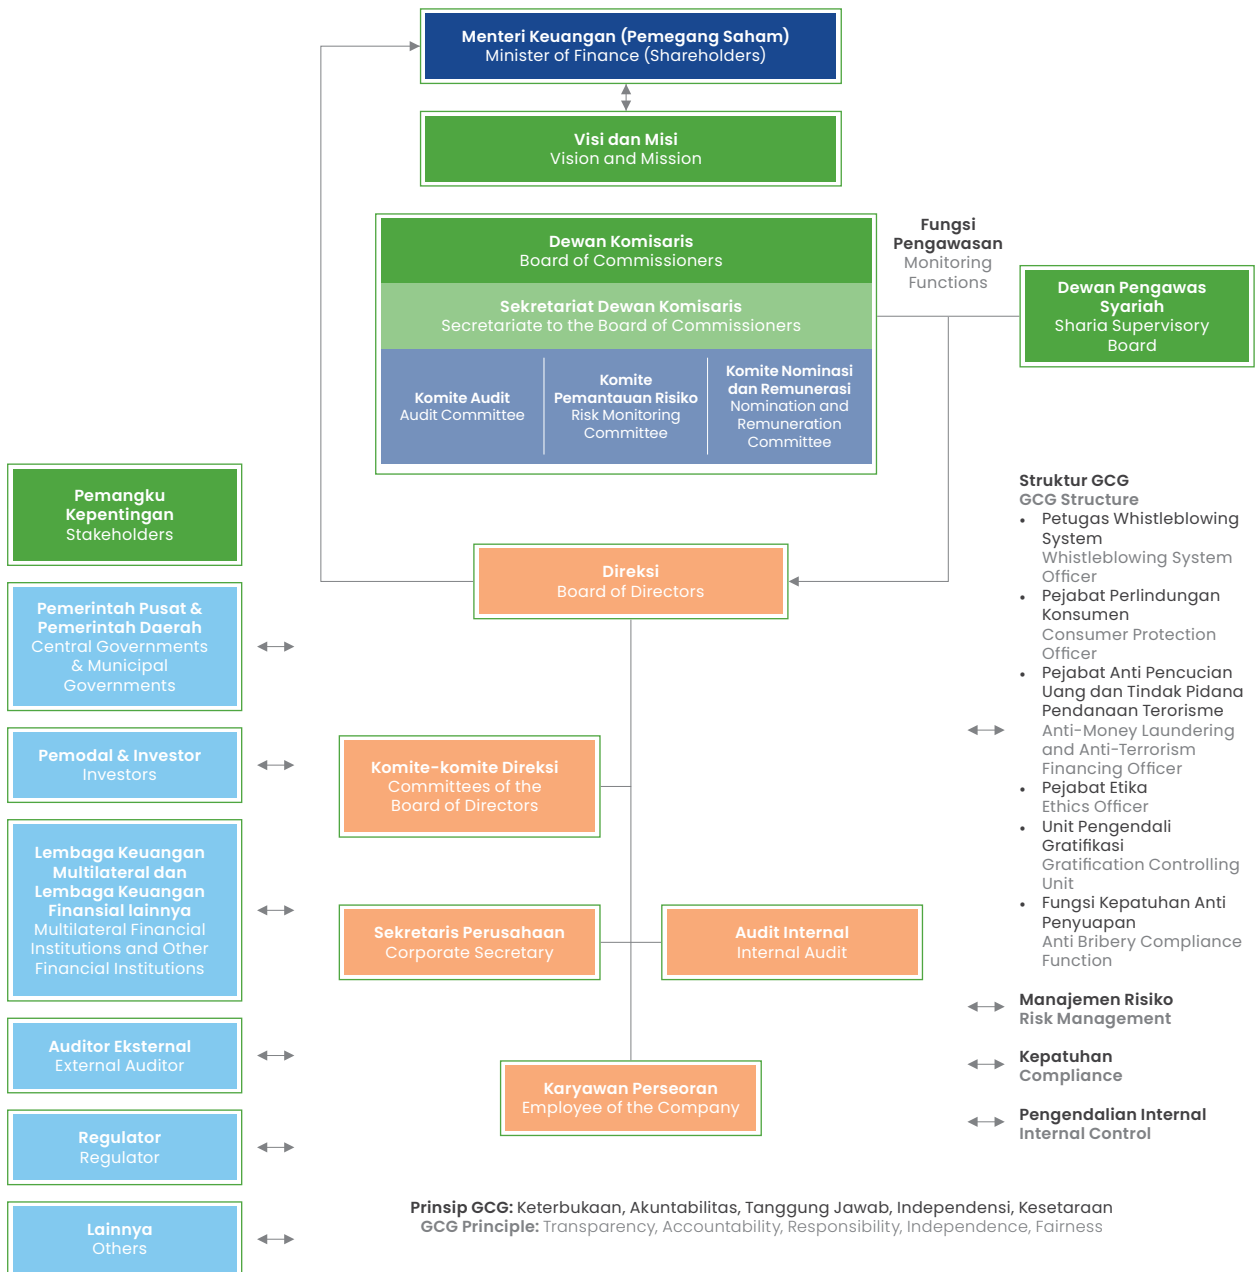 Menteri Keuangan (Pemegang Saham)
Minister of Finance (Shareholders)
Visi dan Misi
Vision and Mission
Dewan Komisaris
Board of Commissioners
Sekretariat Dewan Komisaris
Secretariate to the Board of Commissioners
Komite Audit
Audit Committee
Komite
Pemantauan Risiko
Risk Monitoring
Committee
Komite Nominasi
dan Remunerasi
Nomination and
Remuneration
Committee
Fungsi
Pengawasan
Monitoring
Functions
Dewan Pengawas
Syariah
Sharia Supervisory
Board
Pemangku
Kepentingan
Stakeholders
Pemerintah Pusat &
Pemerintah Daerah
Central Governments
& Municipal
Governments
Pemodal & Investor
Investors
Lembaga Keuangan
Multilateral dan
Lembaga Keuangan
Finansial lainnya
Multilateral Financial
Institutions and Other
Financial Institutions
Auditor Eksternal
External Auditor
Regulator
Regulator
Lainnya
Others
Direksi
Board of Directors
Komite-komite Direksi
Committees of the
Board of Directors
Sekretaris Perusahaan
Corporate Secretary
Audit Internal
Internal Audit
Karyawan Perseoran
Employee of the Company
Struktur GCG
GCG Structure
• Petugas Whistleblowing
System
Whistleblowing System
Officer
• Pejabat Perlindungan
Konsumen
Consumer Protection
Officer
• Pejabat Anti Pencucian
Uang dan Tindak Pidana
Pendanaan Terorisme
Anti-Money Laundering
and Anti-Terrorism
Financing Officer
• Pejabat Etika
Ethics Officer
• Unit Pengendali
Gratifikasi
Gratification Controlling
Unit
• Fungsi Kepatuhan Anti
Penyuapan
Anti Bribery Compliance
Function
Manajemen Risiko
Risk Management
Kepatuhan
Compliance
Pengendalian Internal
Internal Control
Prinsip GCG: Keterbukaan, Akuntabilitas, Tanggung Jawab, Independensi, Kesetaraan
GCG Principle: Transparency, Accountability, Responsibility, Independence, Fairness